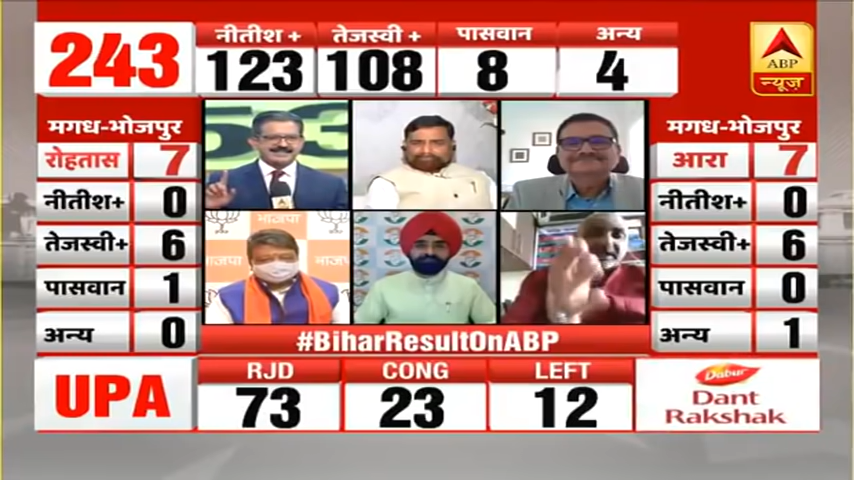 243
नीतीश +
तेजस्वी +
पासवान
अन्य
123
108
8
4
ABP
न्यूज़
मगध-भोजपुर
रोहतास 7
नीतीश+ 0
तेजस्वी+ 6
पासवान 1
अन्य 0
भाजपा
मगध-भोजपुर
आरा 7
नीतीश+ 0
तेजस्वी+ 6
पासवान 0
अन्य 1
#BiharResultOnABP
UPA
RJD
CONG
LEFT
73
23
12
Dabur
Dant
Rakshak